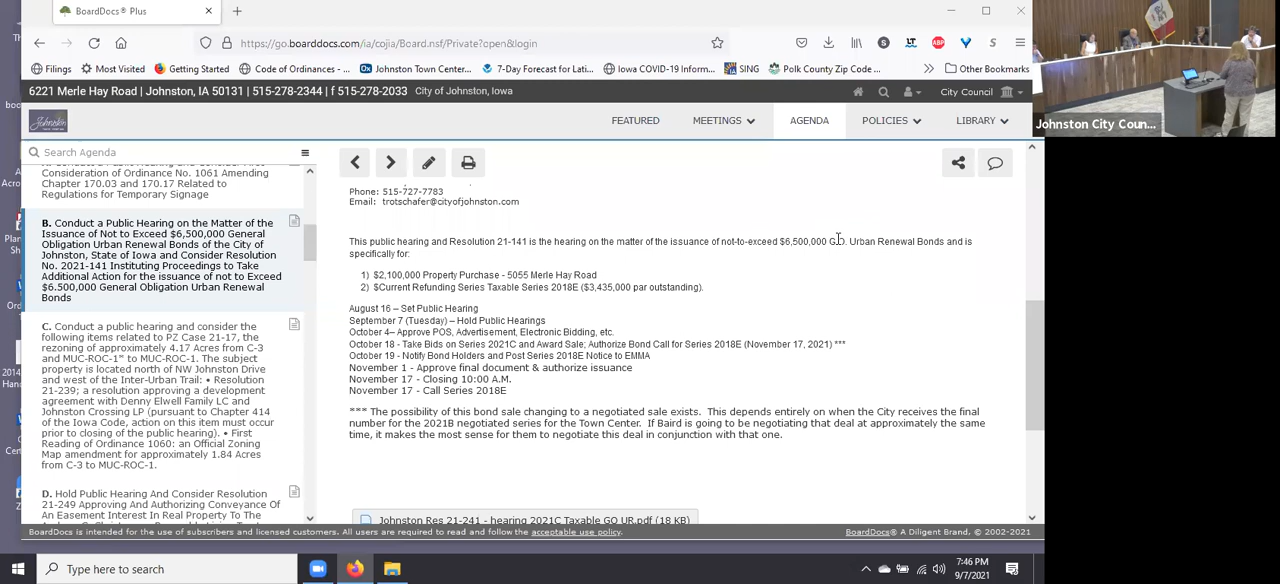 BoardDocs® Plus
https://go.boarddocs.com/ia/cojia/Board.nsf/Private?open&login
Filings
Most Visited
Getting Started
Code of Ordinances -...
Johnston Town Center...
7-Day Forecast for Lati...
Iowa COVID-19 Inform...
SING
Polk County Zip Code ...
Other Bookmarks
6221 Merle Hay Road | Johnston, IA 50131 | 515-278-2344 | f 515-278-2033 City of Johnston, Iowa
City Council
Johnston City Coun...
Johnston
FEATURED
MEETINGS
AGENDA
POLICIES
LIBRARY
Search Agenda
Consideration of Ordinance No. 1061 Amending
Chapter 170.03 and 170.17 Related to
Regulations for Temporary Signage
B. Conduct a Public Hearing on the Matter of the
Issuance of Not to Exceed $6,500,000 General
Obligation Urban Renewal Bonds of the City of
Johnston, State of Iowa and Consider Resolution
No. 2021-141 Instituting Proceedings to Take
Additional Action for the issuance of not to Exceed
$6.500,000 General Obligation Urban Renewal
Bonds
C. Conduct a public hearing and consider the
following items related to PZ Case 21-17, the
rezoning of approximately 4.17 Acres from C-3
and MUC-ROC-1" to MUC-ROC-1. The subject
property is located north of NW Johnston Drive
and west of the Inter-Urban Trail: • Resolution
21-239; a resolution approving a development
agreement with Denny Elwell Family LC and
Johnston Crossing LP (pursuant to Chapter 414
of the Iowa Code, action on this item must occur
prior to closing of the public hearing). • First
Reading of Ordinance 1060: an Official Zoning
Map amendment for approximately 1.84 Acres
from C-3 to MUC-ROC-1.
D. Hold Public Hearing And Consider Resolution
21-249 Approving And Authorizing Conveyance Of
An Easement Interest In Real Property To The
Phone: 515-727-7783
Email: trotschafer@cityofjohnston.com
This public hearing and Resolution 21-141 is the hearing on the matter of the issuance of not-to-exceed $6,500,000 G.O. Urban Renewal Bonds and is
specifically for:
1) $2,100,000 Property Purchase - 5055 Merle Hay Road
2) $Current Refunding Series Taxable Series 2018E ($3,435,000 par outstanding).
August 16 – Set Public Hearing
September 7 (Tuesday) – Hold Public Hearings
October 4– Approve POS, Advertisement, Electronic Bidding, etc.
October 18 - Take Bids on Series 2021C and Award Sale; Authorize Bond Call for Series 2018E (November 17, 2021) ***
October 19 - Notify Bond Holders and Post Series 2018E Notice to EMMA
November 1 - Approve final document & authorize issuance
November 17 - Closing 10:00 A.M.
November 17 - Call Series 2018E
*** The possibility of this bond sale changing to a negotiated sale exists. This depends entirely on when the City receives the final
number for the 2021B negotiated series for the Town Center. If Baird is going to be negotiating that deal at approximately the same
time, it makes the most sense for them to negotiate this deal in conjunction with that one.
Johnston Res 21-241 - hearing 2021C Taxable GO UR.pdf (18 KB)
BoardDocs is intended for the use of subscribers and licensed customers. All users are required to read and follow the acceptable use policy.
BoardDocs® A Diligent Brand, © 2002-2021
Type here to search
7:46 PM
9/7/2021